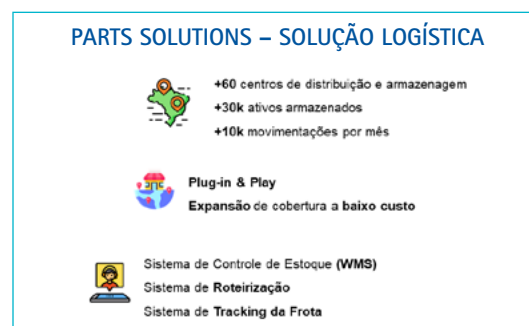 PARTS SOLUTIONS – SOLUÇÃO LOGÍSTICA
+60 centros de distribuição e armazenagem
+30k ativos armazenados
+10k movimentações por mês
Plug-in & Play
Expansão de cobertura a baixo custo
Sistema de Controle de Estoque (WMS)
Sistema de Roteirização
Sistema de Tracking da Frota